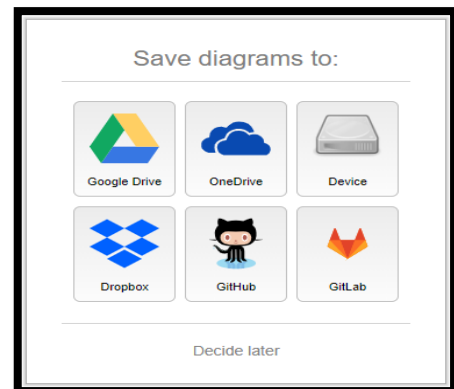 Save diagrams to:
Google Drive OneDrive Device
Dropbox GitHub GitLab
Decide later